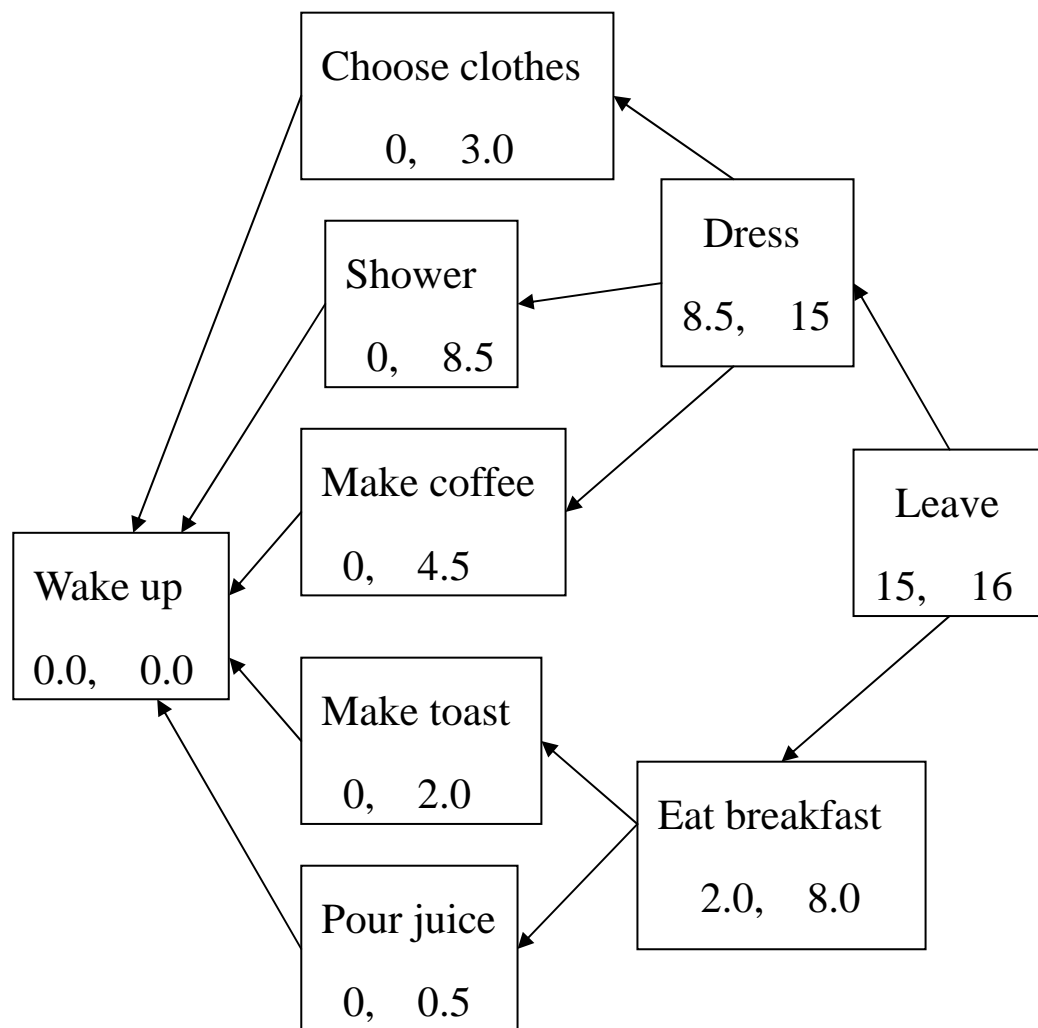 Choose clothes
0, 3.0
Dress
8.5, 15
Shower
0, 8.5
Make coffee
0, 4.5
Leave
15, 16
Wake up
0.0, 0.0
Make toast
0, 2.0
Eat breakfast
2.0, 8.0
Pour juice
0, 0.5